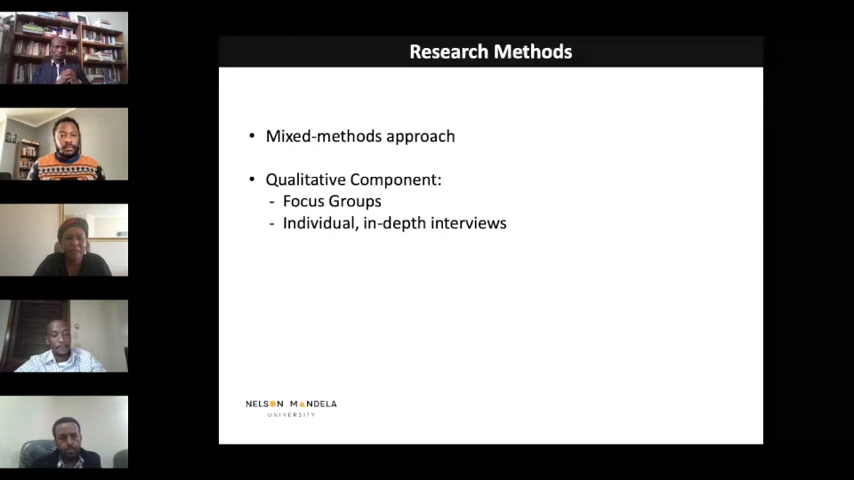 Research Methods
• Mixed-methods approach
• Qualitative Component:
- Focus Groups
- Individual, in-depth interviews
NELSON MANDELA
UNIVERSITY